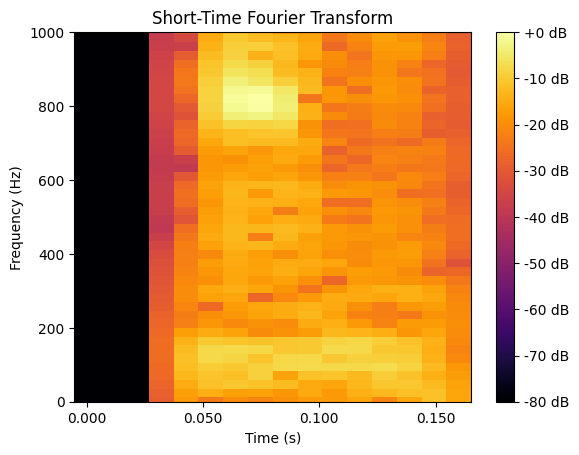 Short-Time Fourier Transform
1000
800
600
400
200
0
Frequency (Hz)
0.000
0.050
0.100
0.150
Time (s)
+0 dB
-10 dB
-20 dB
-30 dB
-40 dB
-50 dB
-60 dB
-70 dB
-80 dB